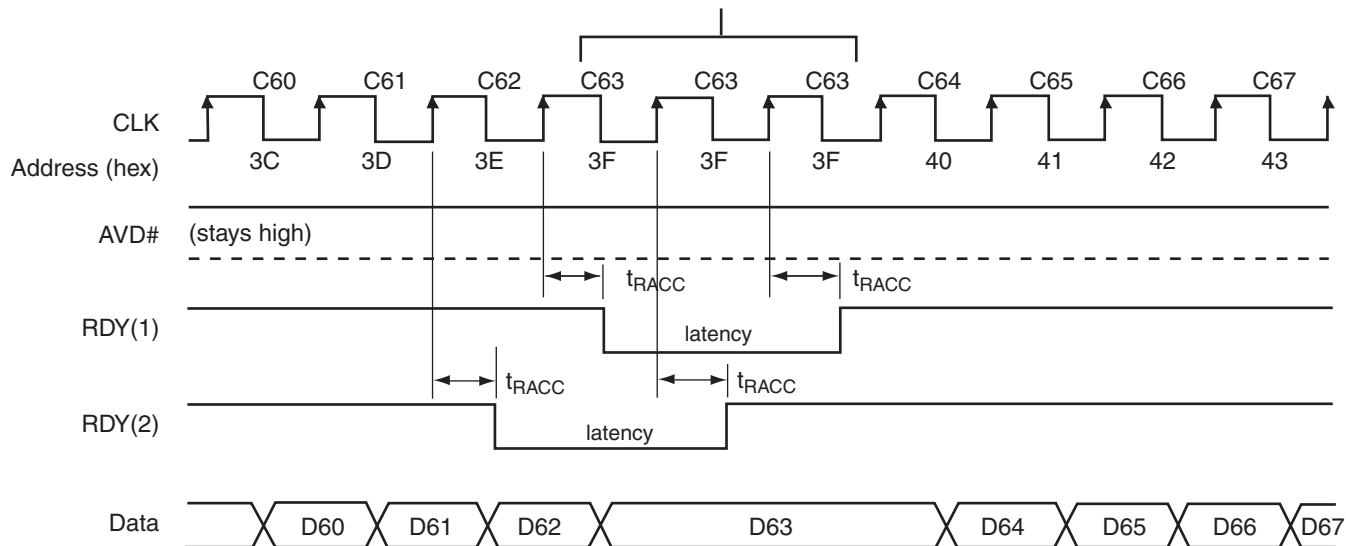 C60 C61 C62 C63 C63 C63 C64 C65 C66 C67
CLK
Address (hex) 3C 3D 3E 3F 3F 3F 40 41 42 43
AVD# (stays high)
tRACC tRACC
RDY(1) latency
tRACC tRACC
RDY(2) latency
Data D60 D61 D62 D63 D64 D65 D66 D67